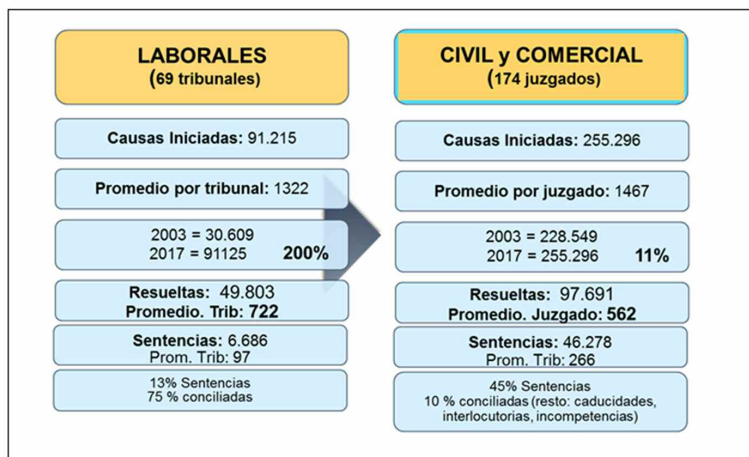 LABORALES
(69 tribunales)
Causas Iniciadas: 91.215
Promedio por tribunal: 1322
2003 = 30.609
2017 = 91125 200%
Resueltas: 49.803
Promedio. Trib: 722
Sentencias: 6.686
Prom. Trib: 97
13% Sentencias
75 % conciliadas
CIVIL y COMERCIAL
(174 juzgados)
Causas Iniciadas: 255.296
Promedio por juzgado: 1467
2003 = 228.549
2017 = 255.296 11%
Resueltas: 97.691
Promedio. Juzgado: 562
Sentencias: 46.278
Prom. Trib: 266
45% Sentencias
10 % conciliadas (resto: caducidades,
interlocutorias, incompetencias)